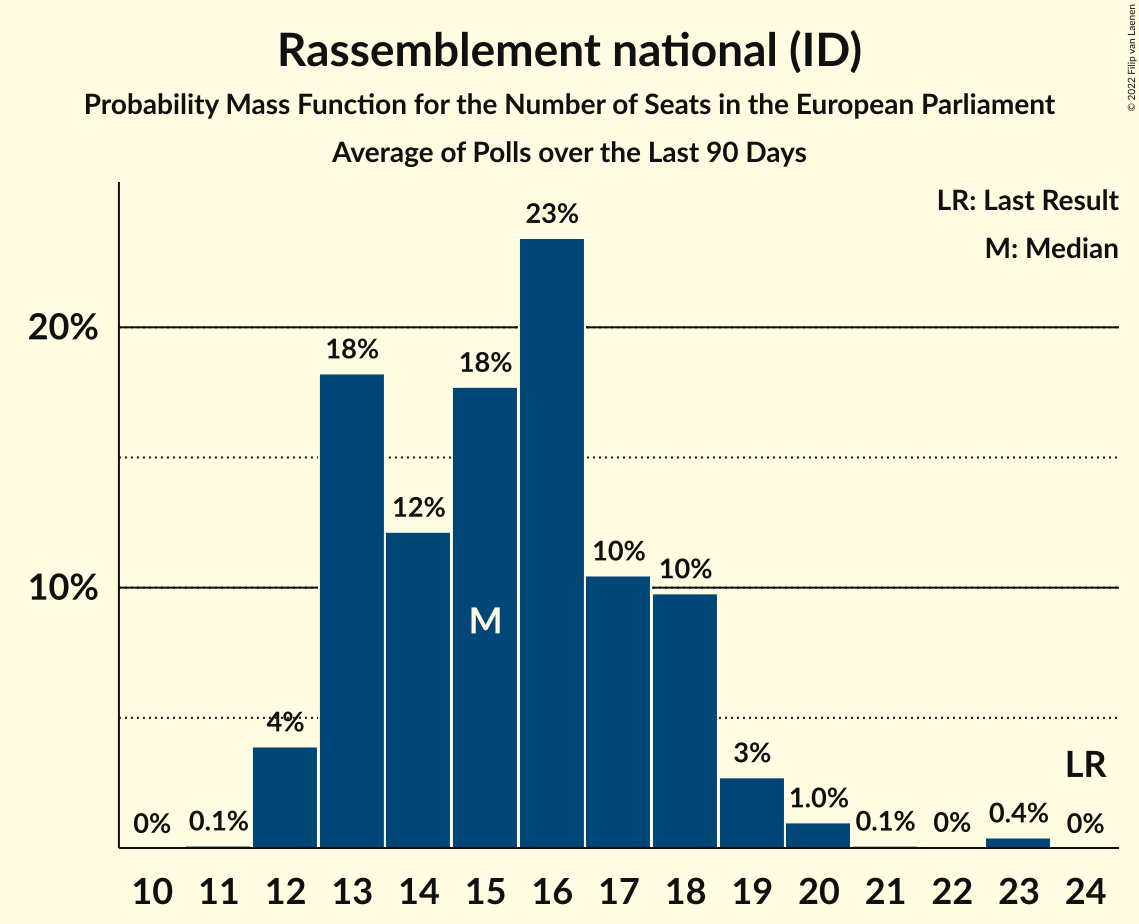 Rassemblement national (ID)
Probability Mass Function for the Number of Seats in the European Parliament
Average of Polls over the Last 90 Days
© 2022 Filip van Laenen
LR: Last Result
M: Median
20%
10%
0%
0.1%
4%
18%
12%
18%
23%
10%
10%
3%
1.0%
0.1%
0%
0.4%
0%
M
LR
10 11 12 13 14 15 16 17 18 19 20 21 22 23 24